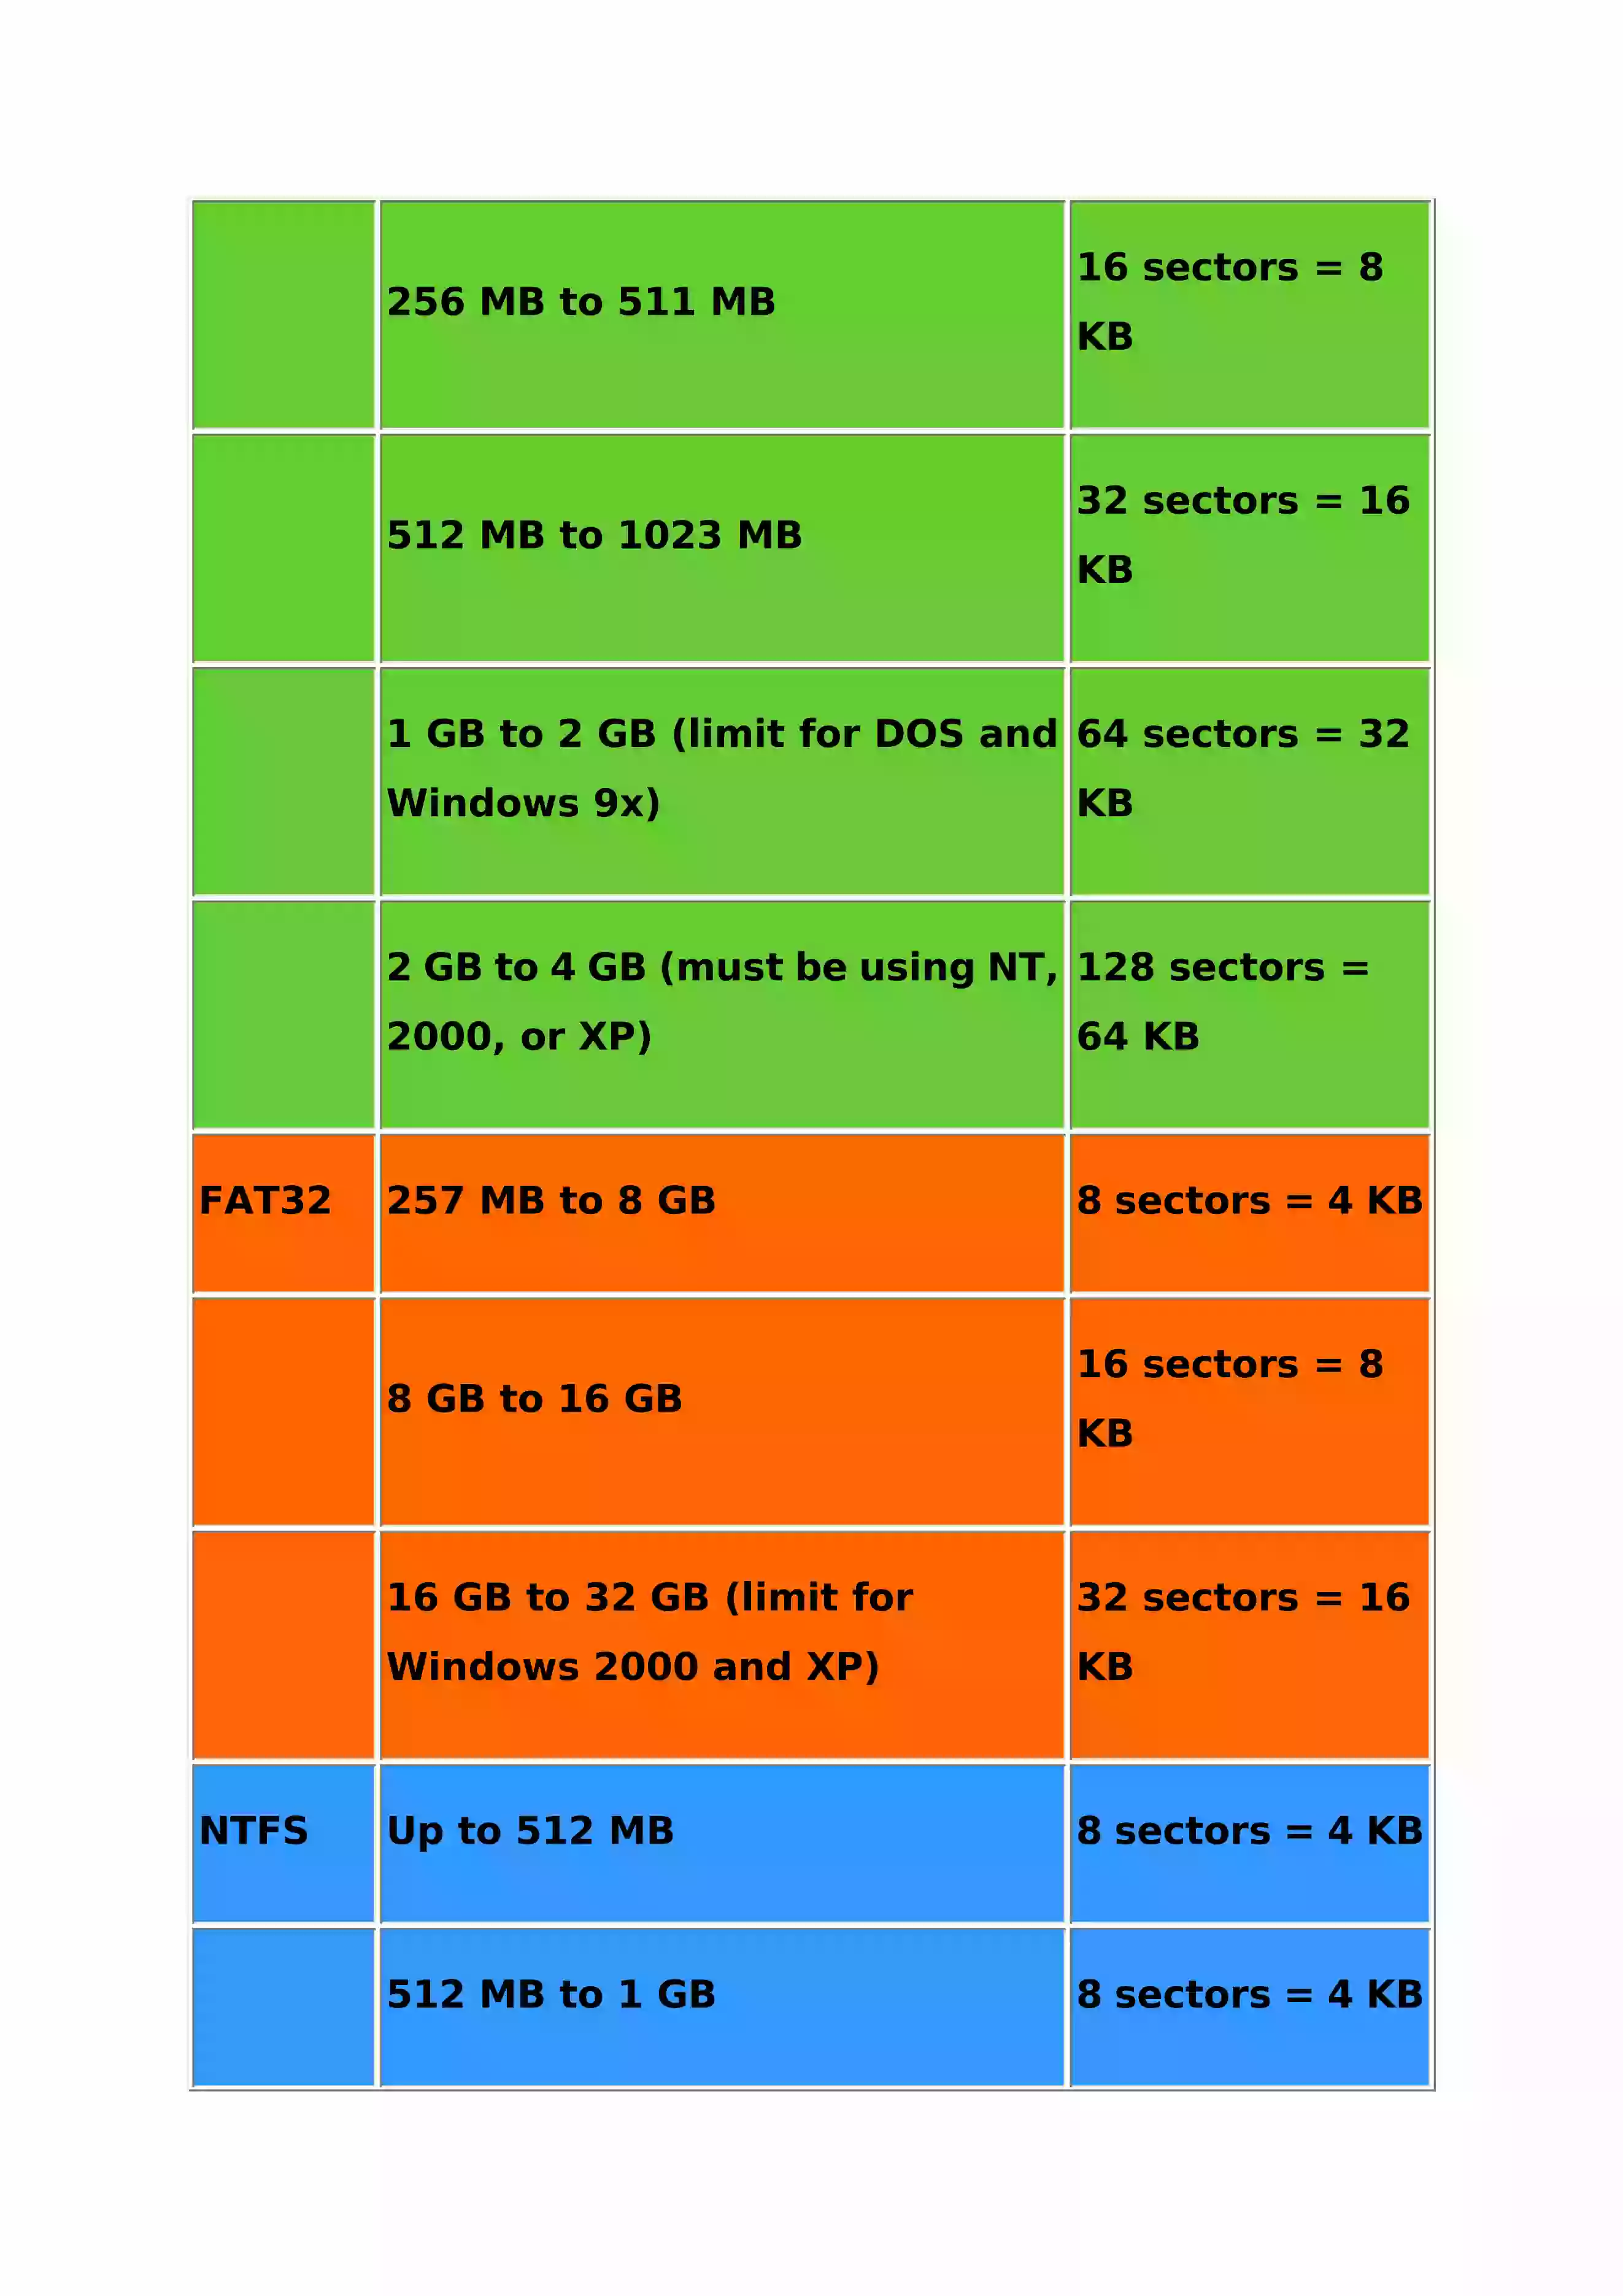 256 MB to 511 MB
16 sectors = 8
KB
512 MB to 1023 MB
32 sectors = 16
KB
1 GB to 2 GB (limit for DOS and
Windows 9x)
64 sectors = 32
KB
2 GB to 4 GB (must be using NT,
2000, or XP)
128 sectors =
64 KB
FAT32
257 MB to 8 GB
8 sectors = 4 KB
8 GB to 16 GB
16 sectors = 8
KB
16 GB to 32 GB (limit for
Windows 2000 and XP)
32 sectors = 16
KB
NTFS
Up to 512 MB
8 sectors = 4 KB
512 MB to 1 GB
8 sectors = 4 KB